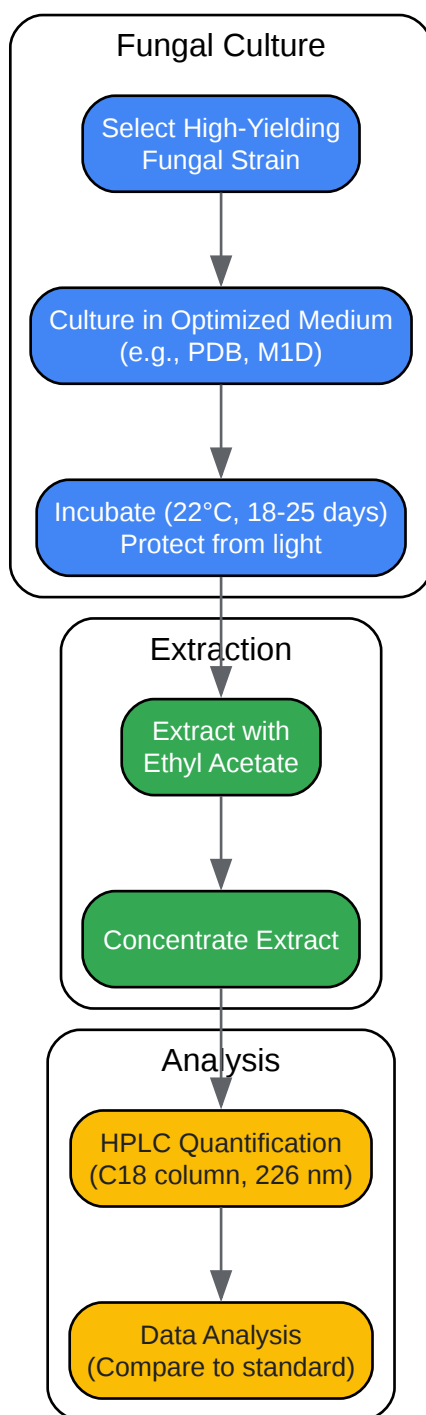 Fungal Culture
Select High-Yielding
Fungal Strain
Culture in Optimized Medium
(e.g., PDB, M1D)
Incubate (22°C, 18-25 days)
Protect from light
Extraction
Extract with
Ethyl Acetate
Concentrate Extract
Analysis
HPLC Quantification
(C18 column, 226 nm)
Data Analysis
(Compare to standard)